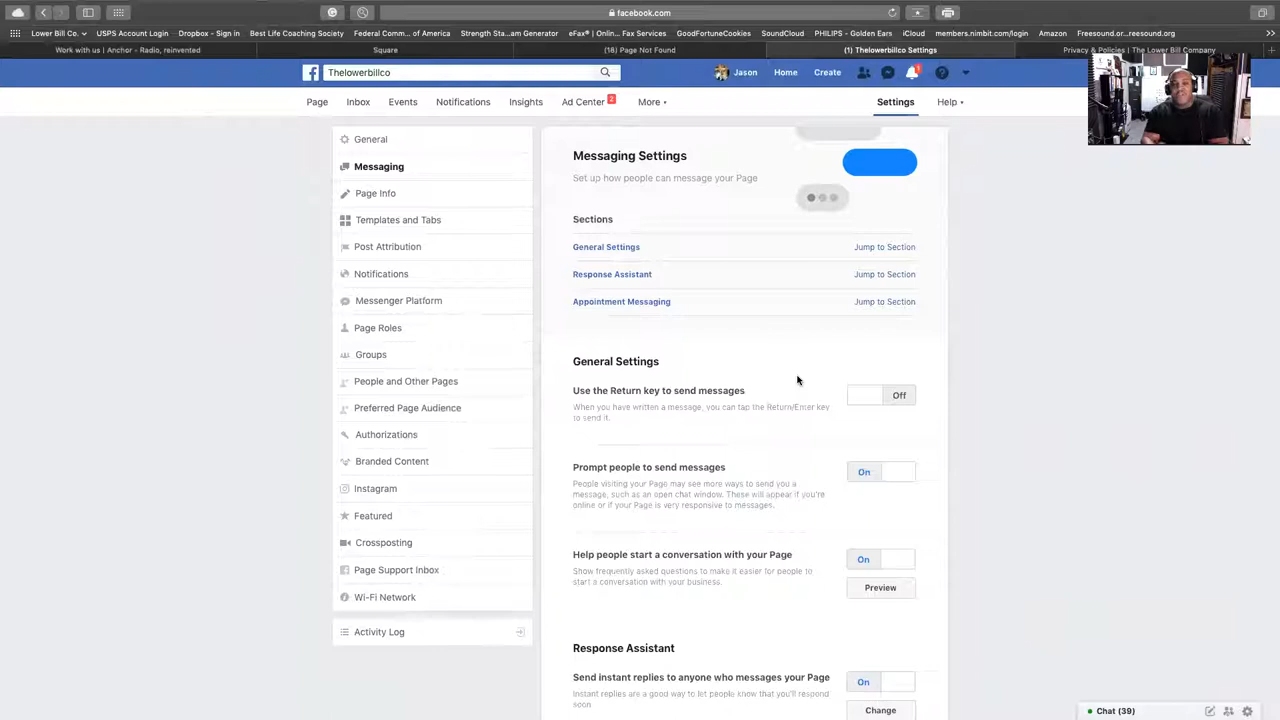 facebook.com
Lower Bill Co. USPS Account Login Dropbox - Sign in Best Life Coaching Society Federal Comm... of America Strength Sta...am Generator eFax® | Onlin... Fax Services GoodFortuneCookies SoundCloud PHILIPS - Golden Ears iCloud members.nimbit.com/login Amazon Freesound.or...reesound.org
Work with us | Anchor - Radio, reinvented Square (18) Page Not Found (1) Thelowerbillco Settings Privacy & Policies | The Lower Bill Company
Thelowerbillco Jason Home Create 1
Page Inbox Events Notifications Insights Ad Center 2 More Settings Help
General
Messaging
Page Info
Templates and Tabs
Post Attribution
Notifications
Messenger Platform
Page Roles
Groups
People and Other Pages
Preferred Page Audience
Authorizations
Branded Content
Instagram
Featured
Crossposting
Page Support Inbox
Wi-Fi Network
Activity Log
Messaging Settings
Set up how people can message your Page
Sections
General Settings Jump to Section
Response Assistant Jump to Section
Appointment Messaging Jump to Section
General Settings
Use the Return key to send messages Off
When you have written a message, you can tap the Return/Enter key
to send it.
Prompt people to send messages On
People visiting your Page may see more ways to send you a
message, such as an open chat window. These will appear if you're
online or if your Page is very responsive to messages.
Help people start a conversation with your Page On
Show frequently asked questions to make it easier for people to
start a conversation with your business.
Preview
Response Assistant
Send instant replies to anyone who messages your Page On
Instant replies are a good way to let people know that you'll respond
soon.
Change
Chat (39)